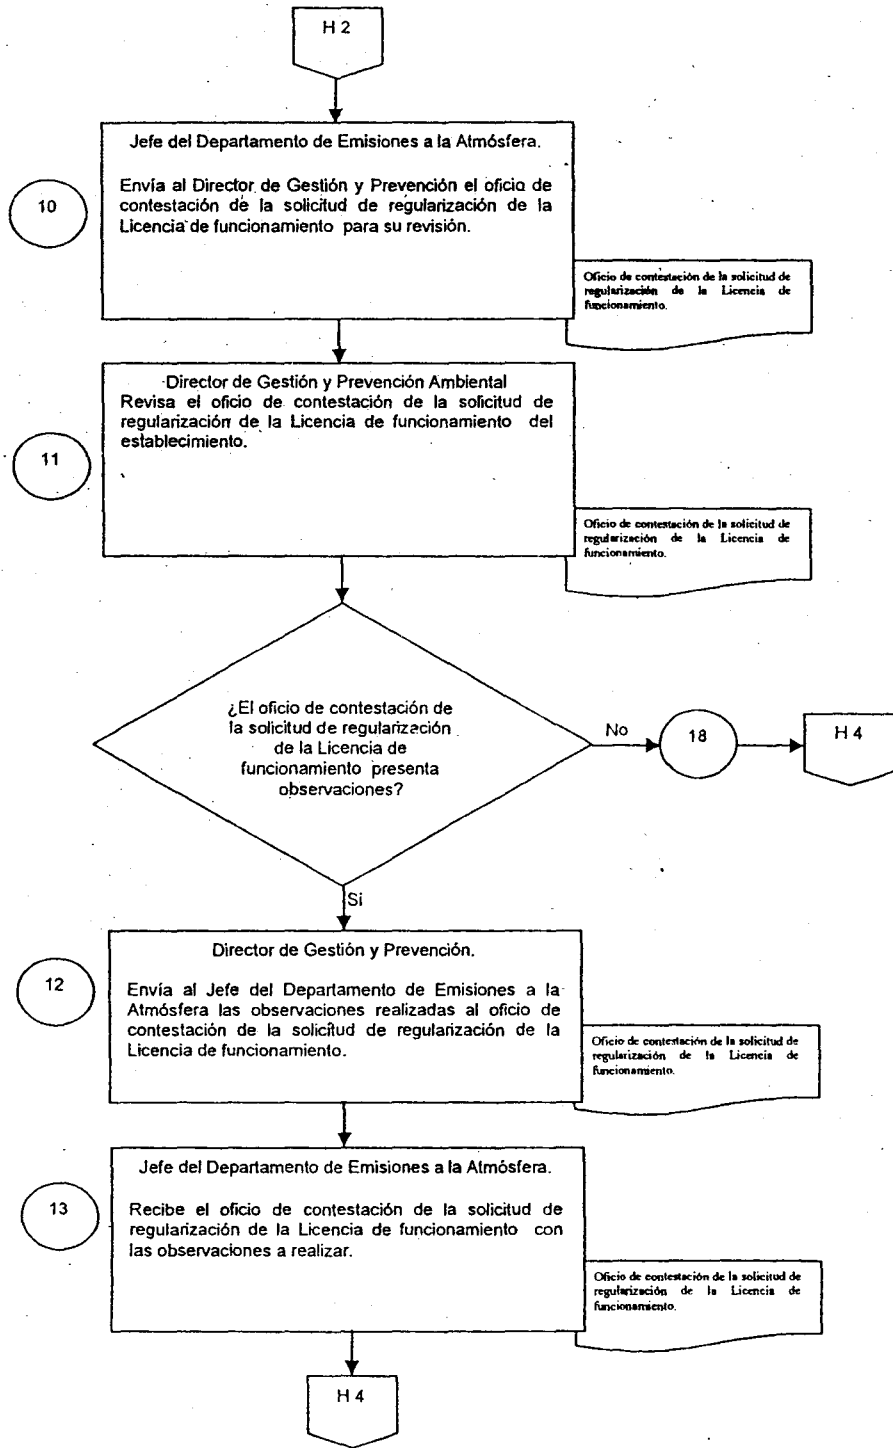 H 2
Jefe del Departamento de Emisiones a la Atmósfera.
10
Envía al Director de Gestión y Prevención el oficio de
contestación de la solicitud de regularización de la
Licencia de funcionamiento para su revisión.
Oficio de contestación de la solicitud de
regularización de la Licencia de
funcionamiento.
Director de Gestión y Prevención Ambiental
Revisa el oficio de contestación de la solicitud de
regularización de la Licencia de funcionamiento del
establecimiento.
11
Oficio de contestación de la solicitud de
regularización de la Licencia de
funcionamiento.
¿El oficio de contestación de
la solicitud de regularización
de la Licencia de
funcionamiento presenta
observaciones?
No
18
H 4
Si
Director de Gestión y Prevención.
12
Envía al Jefe del Departamento de Emisiones a la
Atmósfera las observaciones realizadas al oficio de
contestación de la solicitud de regularización de la
Licencia de funcionamiento.
Oficio de contestación de la solicitud de
regularización de la Licencia de
funcionamiento.
Jefe del Departamento de Emisiones a la Atmósfera.
13
Recibe el oficio de contestación de la solicitud de
regularización de la Licencia de funcionamiento con
las observaciones a realizar.
Oficio de contestación de la solicitud de
regularización de la Licencia de
funcionamiento.
H 4